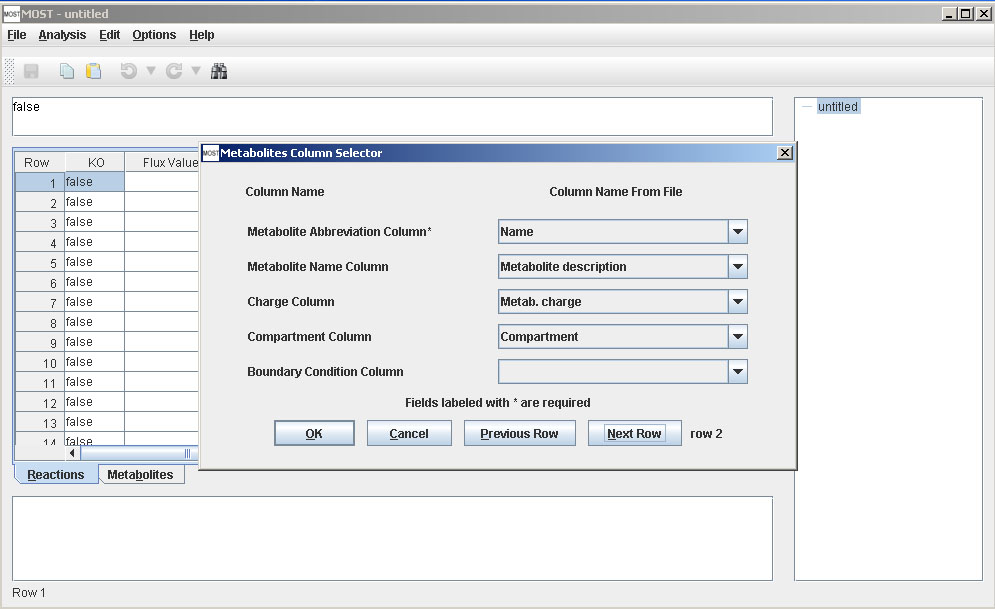 MOST MOST - untitled
File Analysis Edit Options Help
false
untitled
Row KO Flux Value
1 false
2 false
3 false
4 false
5 false
6 false
7 false
8 false
9 false
10 false
11 false
12 false
13 false
14 false
MOST Metabolites Column Selector
Column Name Column Name From File
Metabolite Abbreviation Column* Name
Metabolite Name Column Metabolite description
Charge Column Metab. charge
Compartment Column Compartment
Boundary Condition Column
Fields labeled with * are required
OK Cancel Previous Row Next Row row 2
Reactions Metabolites
Row 1